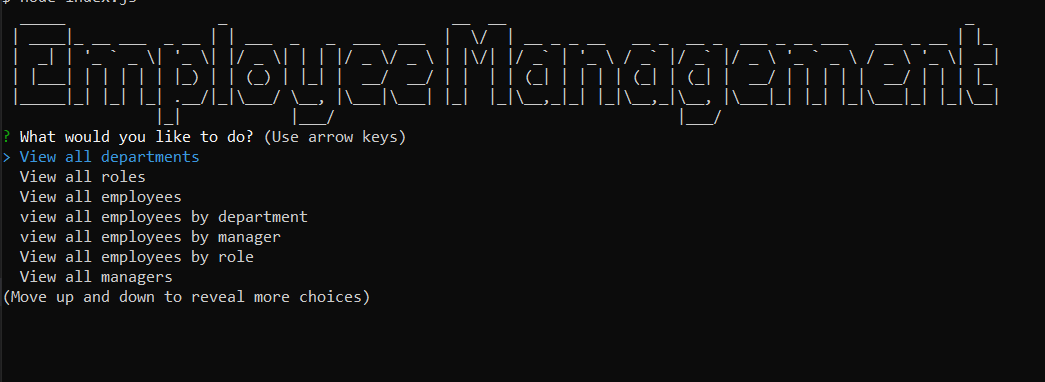 $ node index.js
Employee Management
? What would you like to do? (Use arrow keys)
> View all departments
View all roles
View all employees
view all employees by department
view all employees by manager
View all employees by role
View all managers
(Move up and down to reveal more choices)